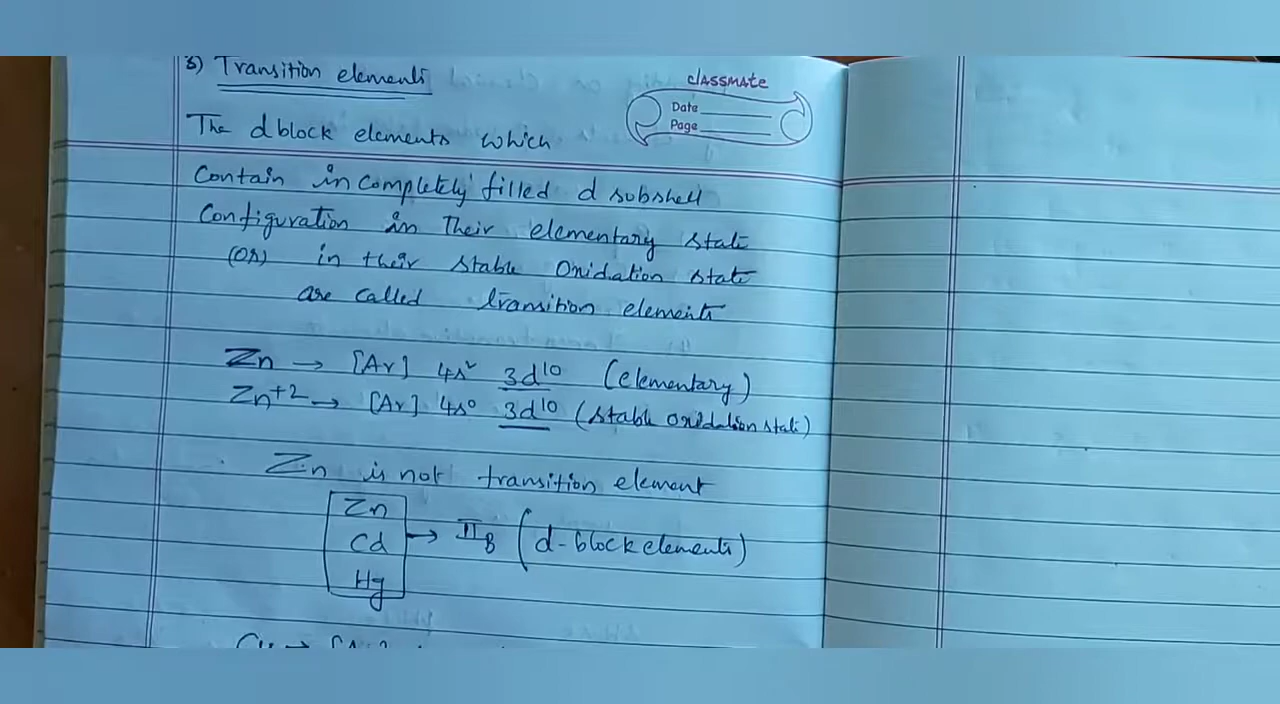 3) Transition elements
classmate
Date
Page
The d block elements which
Contain incompletely filled d subshell
Configuration in Their elementary state
(OR) in their stable Oxidation state
are called transition elements
Zn → [Ar] 4s² 3d¹⁰ (elementary)
Zn⁺² → [Ar] 4s⁰ 3d¹⁰ (stable oxidation state)
Zn is not transition element
Zn
Cd → II B (d-block elements)
Hg